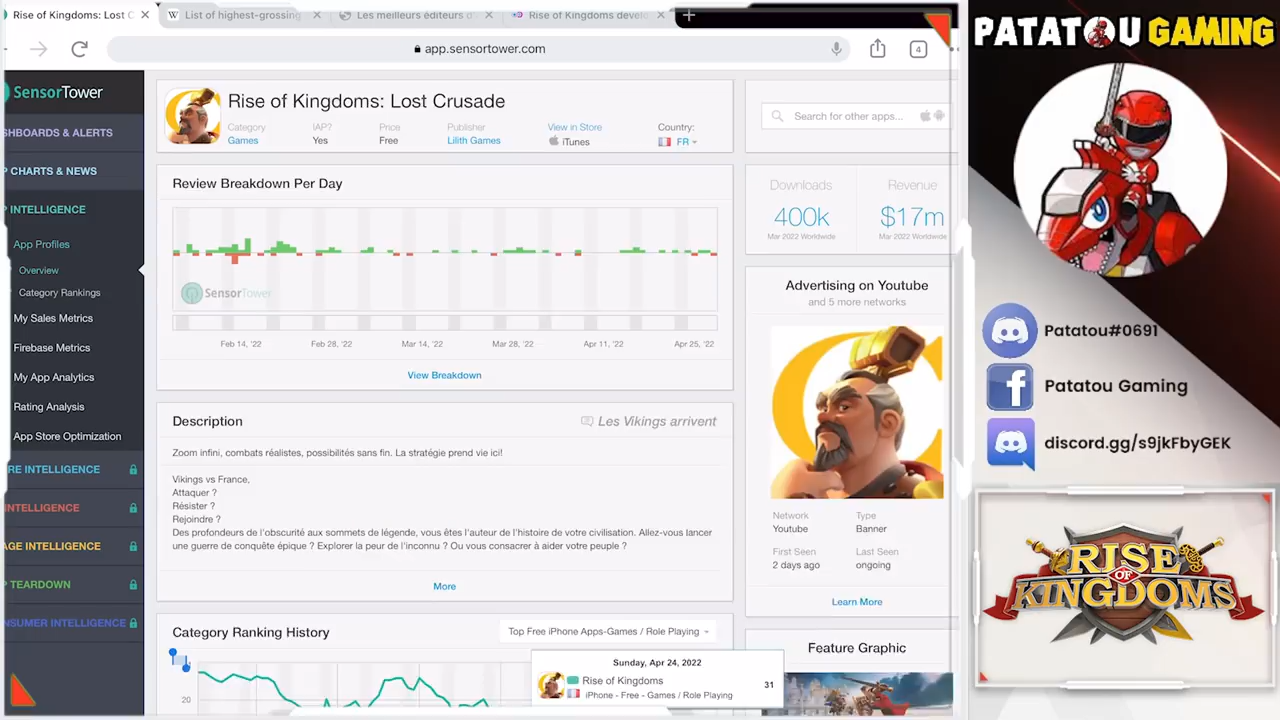 Rise of Kingdoms: Lost C
List of highest-grossing
Les meilleurs éditeurs d
Rise of Kingdoms deve
app.sensortower.com
4
SensorTower
SHBOARDS & ALERTS
P CHARTS & NEWS
P INTELLIGENCE
App Profiles
Overview
Category Rankings
My Sales Metrics
Firebase Metrics
My App Analytics
Rating Analysis
App Store Optimization
RE INTELLIGENCE
INTELLIGENCE
AGE INTELLIGENCE
P TEARDOWN
NSUMER INTELLIGENCE
Rise of Kingdoms: Lost Crusade
Category
Games
IAP?
Yes
Price
Free
Publisher
Lilith Games
View in Store
iTunes
Country:
FR
Review Breakdown Per Day
SensorTower
Feb 14, '22
Feb 28, '22
Mar 14, '22
Mar 28, '22
Apr 11, '22
Apr 25, '22
View Breakdown
Description
Les Vikings arrivent
Zoom infini, combats réalistes, possibilités sans fin. La stratégie prend vie ici!
Vikings vs France,
Attaquer ?
Résister ?
Rejoindre ?
Des profondeurs de l'obscurité aux sommets de légende, vous êtes l'auteur de l'histoire de votre civilisation. Allez-vous lancer
une guerre de conquête épique ? Explorer la peur de l'inconnu ? Ou vous consacrer à aider votre peuple ?
More
Category Ranking History
Top Free iPhone Apps-Games / Role Playing
20
Sunday, Apr 24, 2022
Rise of Kingdoms
iPhone - Free - Games / Role Playing
31
Search for other apps...
Downloads
400k
Mar 2022 Worldwide
Revenue
$17m
Mar 2022 Worldwide
Advertising on Youtube
and 5 more networks
Network
Youtube
Type
Banner
First Seen
2 days ago
Last Seen
ongoing
Learn More
Feature Graphic
PATATOU GAMING
Patatou#0691
Patatou Gaming
discord.gg/s9jkFbyGEK
RISE
OF
KINGDOMS